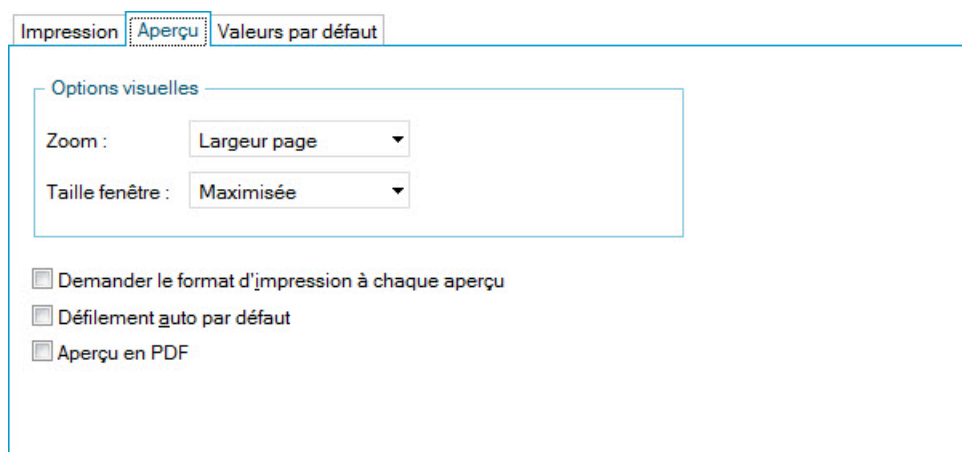 Impression Aperçu Valeurs par défaut
Options visuelles
Zoom : Largeur page
Taille fenêtre : Maximisée
Demander le format d'impression à chaque aperçu
Défilement auto par défaut
Aperçu en PDF